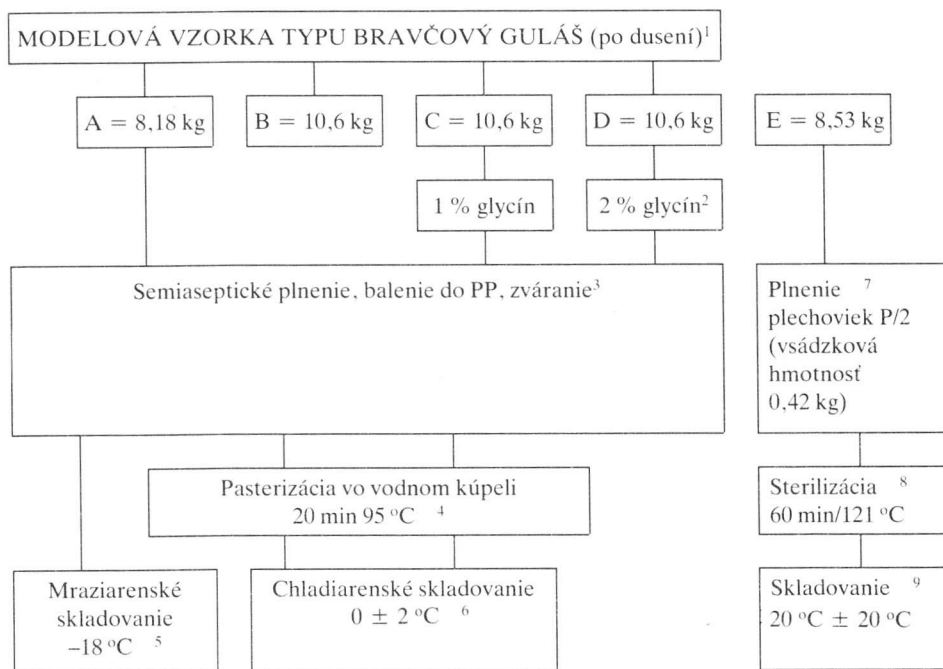 MODELOVÁ VZORKA TYPU BRAVČOVÝ GULÁŠ (po dusení)¹
A = 8,18 kg
B = 10,6 kg
C = 10,6 kg
D = 10,6 kg
E = 8,53 kg
1 % glycín
2 % glycín²
Semiaseptické plnenie, balenie do PP, zváranie³
Plnenie ⁷
plechoviek P/2
(vsádzková
hmotnosť
0,42 kg)
Pasterizácia vo vodnom kúpeli
20 min 95 °C ⁴
Sterilizácia ⁸
60 min/121 °C
Mraziarenské
skladovanie
−18 °C ⁵
Chladiarenské skladovanie
0 ± 2 °C ⁶
Skladovanie ⁹
20 °C ± 20 °C